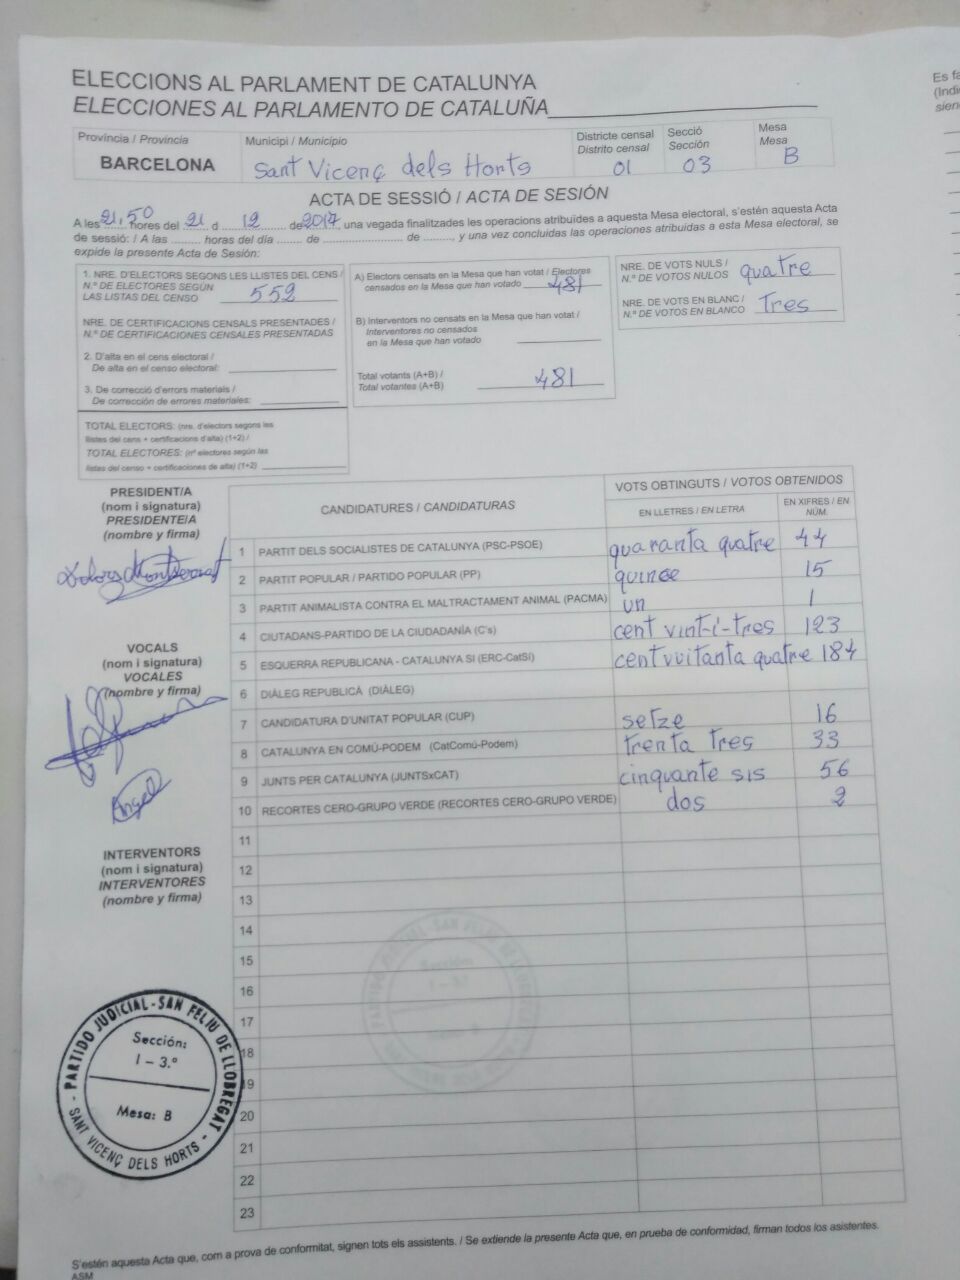 ELECCIONS AL PARLAMENT DE CATALUNYA
ELECCIONES AL PARLAMENTO DE CATALUÑA
Província / Provincia
BARCELONA
Municipi / Municipio
Sant Vicenç dels Horts
Districte censal
Distrito censal
01
Secció
Sección
03
Mesa
Mesa
B
ACTA DE SESSIÓ / ACTA DE SESIÓN
A les 21,50 hores del 21 d 12 de 2017, una vegada finalitzades les operacions atribuïdes a aquesta Mesa electoral, s'estén aquesta Acta
de sessió: / A las ......... horas del día ....... de ..................... de ........, y una vez concluidas las operaciones atribuidas a esta Mesa electoral, se
expide la presente Acta de Sesión:
1. NRE. D'ELECTORS SEGONS LES LLISTES DEL CENS /
N.º DE ELECTORES SEGÚN
LAS LISTAS DEL CENSO 552
NRE. DE CERTIFICACIONS CENSALS PRESENTADES /
N.º DE CERTIFICACIONES CENSALES PRESENTADAS
2. D'alta en el cens electoral /
De alta en el censo electoral:
3. De correcció d'errors materials /
De corrección de errores materiales:
TOTAL ELECTORS: (nre. d'electors segons les
llistes del cens + certificacions d'alta) (1+2) /
TOTAL ELECTORES: (nº electores según las
listas del censo + certificaciones de alta) (1+2)
A) Electors censats en la Mesa que han votat / Electores
censados en la Mesa que han votado 481
B) Interventors no censats en la Mesa que han votat /
Interventores no censados
en la Mesa que han votado
Total votants (A+B) /
Total votantes (A+B) 481
NRE. DE VOTS NULS /
N.º DE VOTOS NULOS quatre
NRE. DE VOTS EN BLANC /
N.º DE VOTOS EN BLANCO Tres
PRESIDENT/A
(nom i signatura)
PRESIDENTE/A
(nombre y firma)
Dolors Montserrat
VOCALS
(nom i signatura)
VOCALES
(nombre y firma)
Angel
INTERVENTORS
(nom i signatura)
INTERVENTORES
(nombre y firma)
CANDIDATURES / CANDIDATURAS
VOTS OBTINGUTS / VOTOS OBTENIDOS
EN LLETRES / EN LETRA
EN XIFRES / EN
NÚM.
1 PARTIT DELS SOCIALISTES DE CATALUNYA (PSC-PSOE) quaranta quatre 44
2 PARTIT POPULAR / PARTIDO POPULAR (PP) quinze 15
3 PARTIT ANIMALISTA CONTRA EL MALTRACTAMENT ANIMAL (PACMA) un 1
4 CIUTADANS-PARTIDO DE LA CIUDADANÍA (C's) cent vint-i-tres 123
5 ESQUERRA REPUBLICANA - CATALUNYA SÍ (ERC-CatSí) cent vuitanta quatre 184
6 DIÀLEG REPUBLICÀ (DIÀLEG)
7 CANDIDATURA D'UNITAT POPULAR (CUP) setze 16
8 CATALUNYA EN COMÚ-PODEM (CatComú-Podem) trenta tres 33
9 JUNTS PER CATALUNYA (JUNTSxCAT) cinquante sis 56
10 RECORTES CERO-GRUPO VERDE (RECORTES CERO-GRUPO VERDE) dos 2
11
12
13
14
15
16
17
18
19
20
21
22
23
PARTIDO JUDICIAL - SAN FELIU DE LLOBREGAT -
SANT VICENÇ DELS HORTS
Sección:
1 - 3.º
Mesa: B
S'estén aquesta Acta que, com a prova de conformitat, signen tots els assistents. / Se extiende la presente Acta que, en prueba de conformidad, firman todos los asistentes.
ASM
Es fa
(Indi
sien